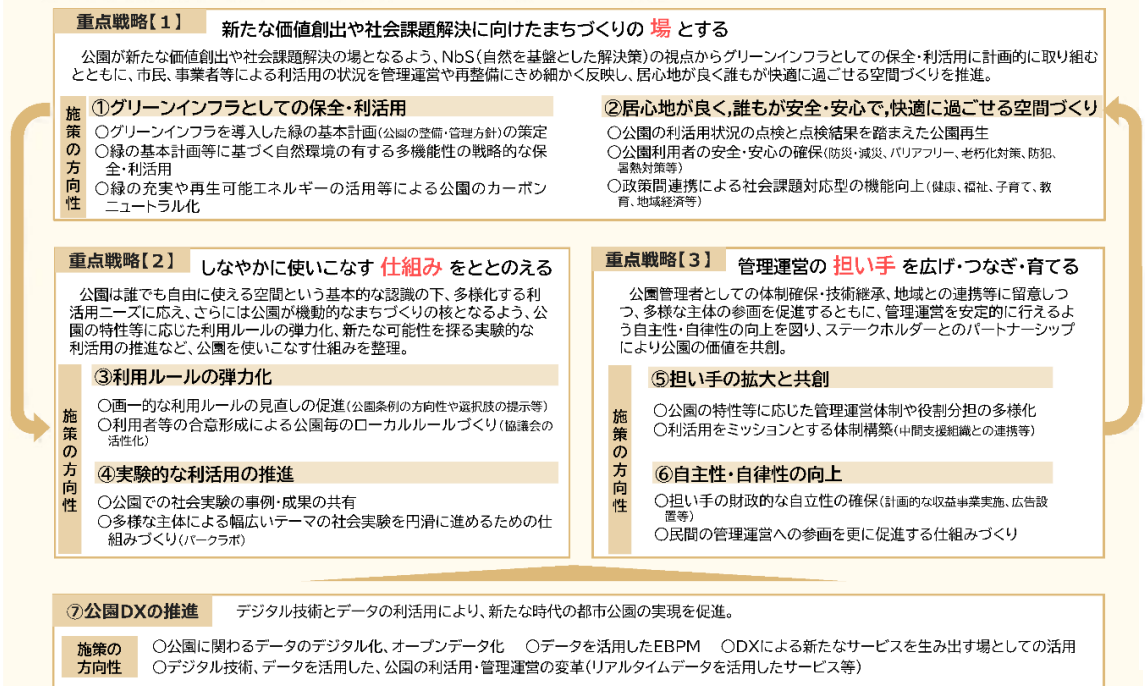 重点戦略【１】 新たな価値創出や社会課題解決に向けたまちづくりの 場 とする
公園が新たな価値創出や社会課題解決の場となるよう、NbS（自然を基盤とした解決策）の視点からグリーンインフラとしての保全・利活用に計画的に取り組む
とともに、市民、事業者等による利活用の状況を管理運営や再整備にきめ細かく反映し、居心地が良く誰もが快適に過ごせる空間づくりを推進。
施策の方向性
①グリーンインフラとしての保全・利活用
○グリーンインフラを導入した緑の基本計画（公園の整備・管理方針）の策定
○緑の基本計画等に基づく自然環境の有する多機能性の戦略的な保
全・利活用
○緑の充実や再生可能エネルギーの活用等による公園のカーボン
ニュートラル化
②居心地が良く,誰もが安全・安心で,快適に過ごせる空間づくり
○公園の利活用状況の点検と点検結果を踏まえた公園再生
○公園利用者の安全・安心の確保（防災・減災、バリアフリー、老朽化対策、防犯、
暑熱対策等）
○政策間連携による社会課題対応型の機能向上（健康、福祉、子育て、教
育、地域経済等）
重点戦略【２】 しなやかに使いこなす 仕組み をととのえる
公園は誰でも自由に使える空間という基本的な認識の下、多様化する利
活用ニーズに応え、さらには公園が機動的なまちづくりの核となるよう、公
園の特性等に応じた利用ルールの弾力化、新たな可能性を探る実験的な
利活用の推進など、公園を使いこなす仕組みを整理。
施策の方向性
③利用ルールの弾力化
○画一的な利用ルールの見直しの促進（公園条例の方向性や選択肢の提示等）
○利用者等の合意形成による公園毎のローカルルールづくり（協議会の
活性化）
④実験的な利活用の推進
○公園での社会実験の事例・成果の共有
○多様な主体による幅広いテーマの社会実験を円滑に進めるための仕
組みづくり（パークラボ）
重点戦略【３】 管理運営の 担い手 を広げ・つなぎ・育てる
公園管理者としての体制確保・技術継承、地域との連携等に留意しつ
つ、多様な主体の参画を促進するともに、管理運営を安定的に行えるよ
う自主性・自律性の向上を図り、ステークホルダーとのパートナーシップ
により公園の価値を共創。
施策の方向性
⑤担い手の拡大と共創
○公園の特性等に応じた管理運営体制や役割分担の多様化
○利活用をミッションとする体制構築（中間支援組織との連携等）
⑥自主性・自律性の向上
○担い手の財政的な自立性の確保（計画的な収益事業実施、広告設
置等）
○民間の管理運営への参画を更に促進する仕組みづくり
⑦公園DXの推進 デジタル技術とデータの利活用により、新たな時代の都市公園の実現を促進。
施策の
方向性
○公園に関わるデータのデジタル化、オープンデータ化 ○データを活用したEBPM ○DXによる新たなサービスを生み出す場としての活用
○デジタル技術、データを活用した、公園の利活用・管理運営の変革（リアルタイムデータを活用したサービス等）